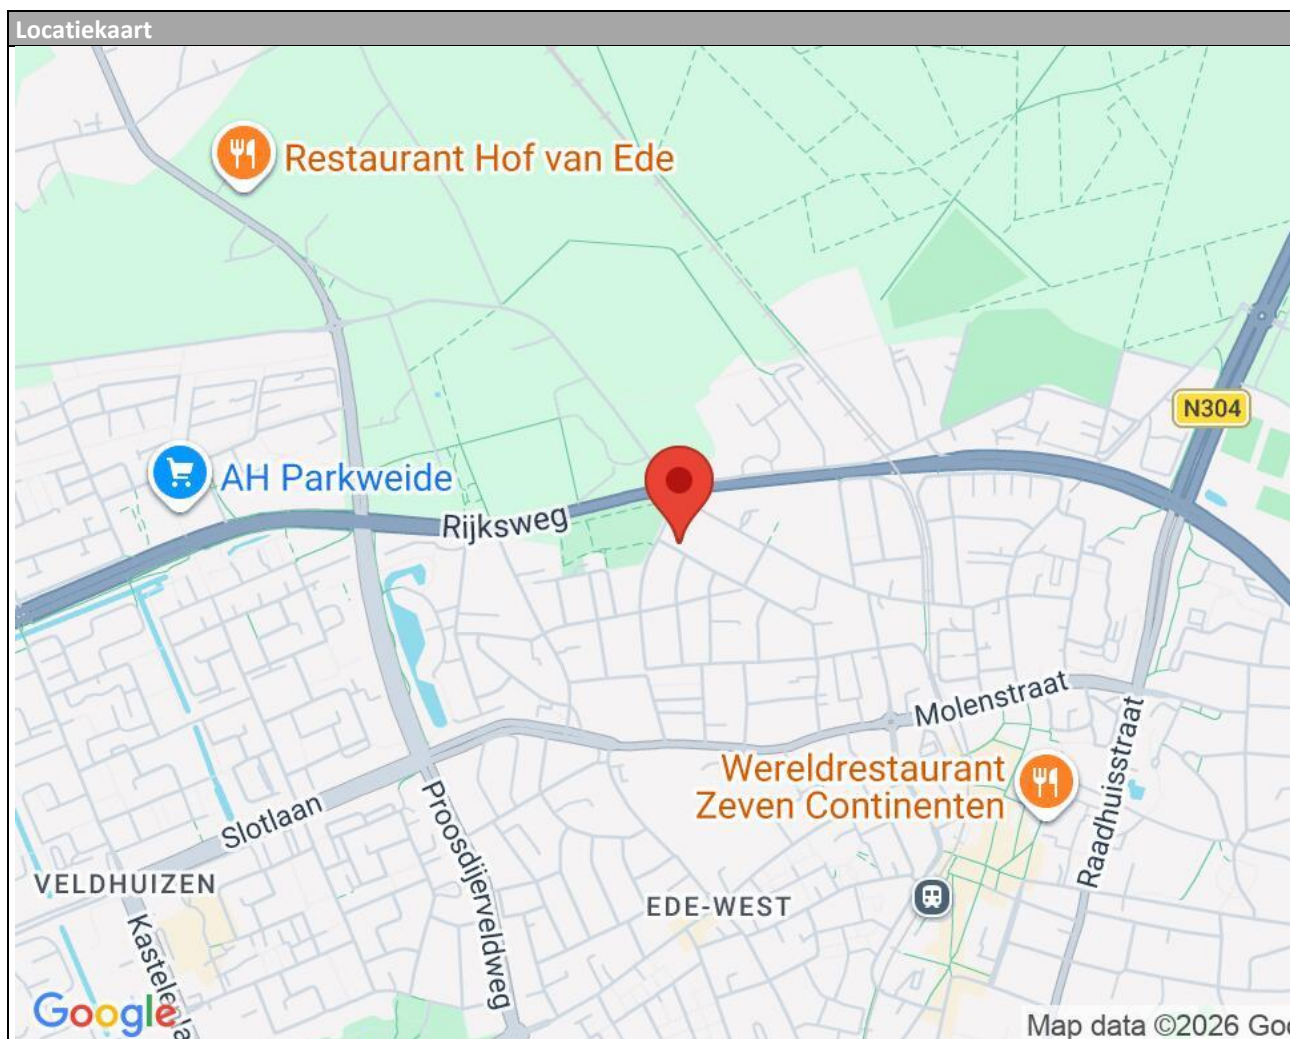 Locatiekaart
Restaurant Hof van Ede
N304
AH Parkweide
Rijksweg
Molenstraat
Wereldrestaurant
Zeven Continenten
Raadhuisstraat
Slotlaan
Proosdijerveldweg
VELDHUIZEN
EDE-WEST
Google
Map data ©2026